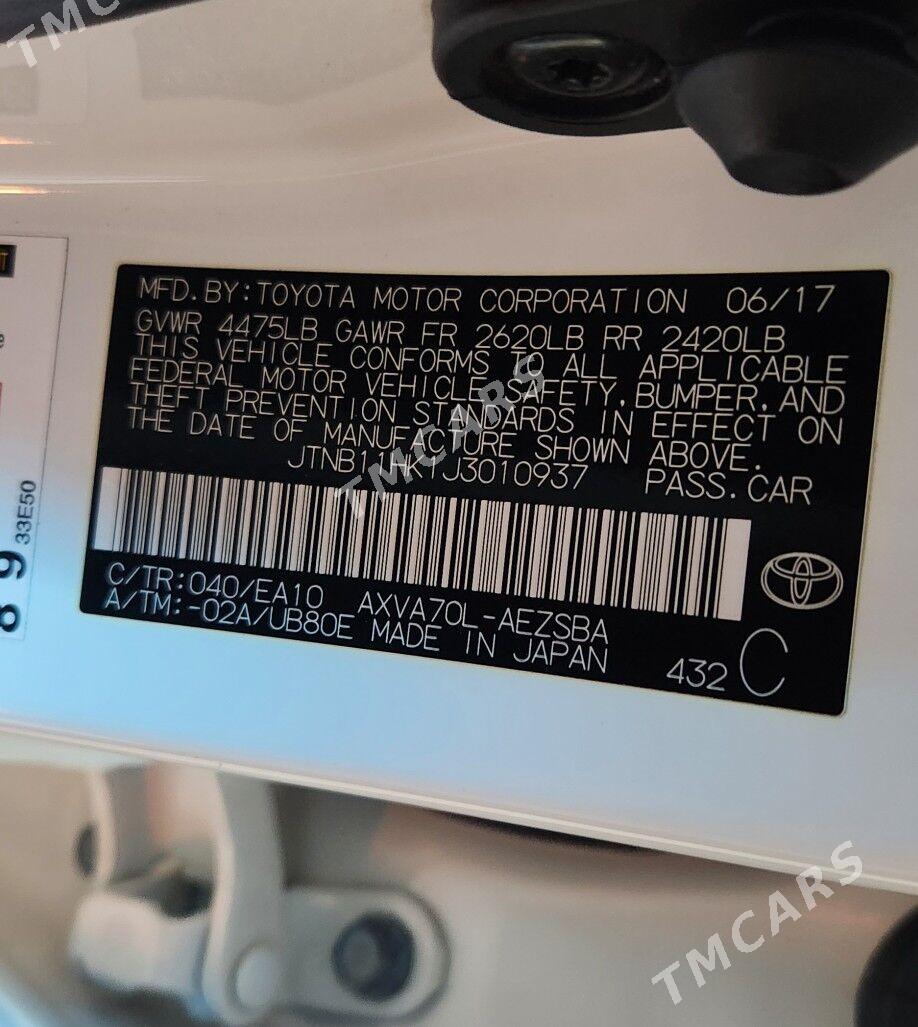 TMCARS
MFD.BY:TOYOTA MOTOR CORPORATION 06/17
GVWR 4475LB GAWR FR 2620LB RR 2420LB
THIS VEHICLE CONFORMS TO ALL APPLICABLE
FEDERAL MOTOR VEHICLE SAFETY, BUMPER, AND
THEFT PREVENTION STANDARDS IN EFFECT ON
THE DATE OF MANUFACTURE SHOWN ABOVE.
JTNB11HK1J3010937 PASS.CAR
C/TR:040/EA10 AXVA70L-AEZSBA
A/TM:-02A/UB80E MADE IN JAPAN
432 C
33E50
TMCARS
TMCARS